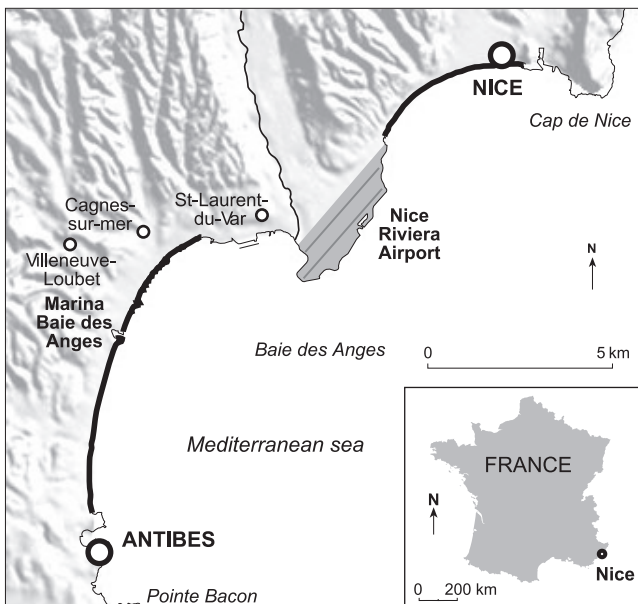 NICE
Cap de Nice
St-Laurent-
du-Var
Cagnes-
sur-mer
Villeneuve-
Loubet
Nice
Riviera
Airport
N
Marina
Baie des
Anges
Baie des Anges
0 5 km
Mediterranean sea
FRANCE
N
Nice
0 200 km
ANTIBES
Pointe Bacon